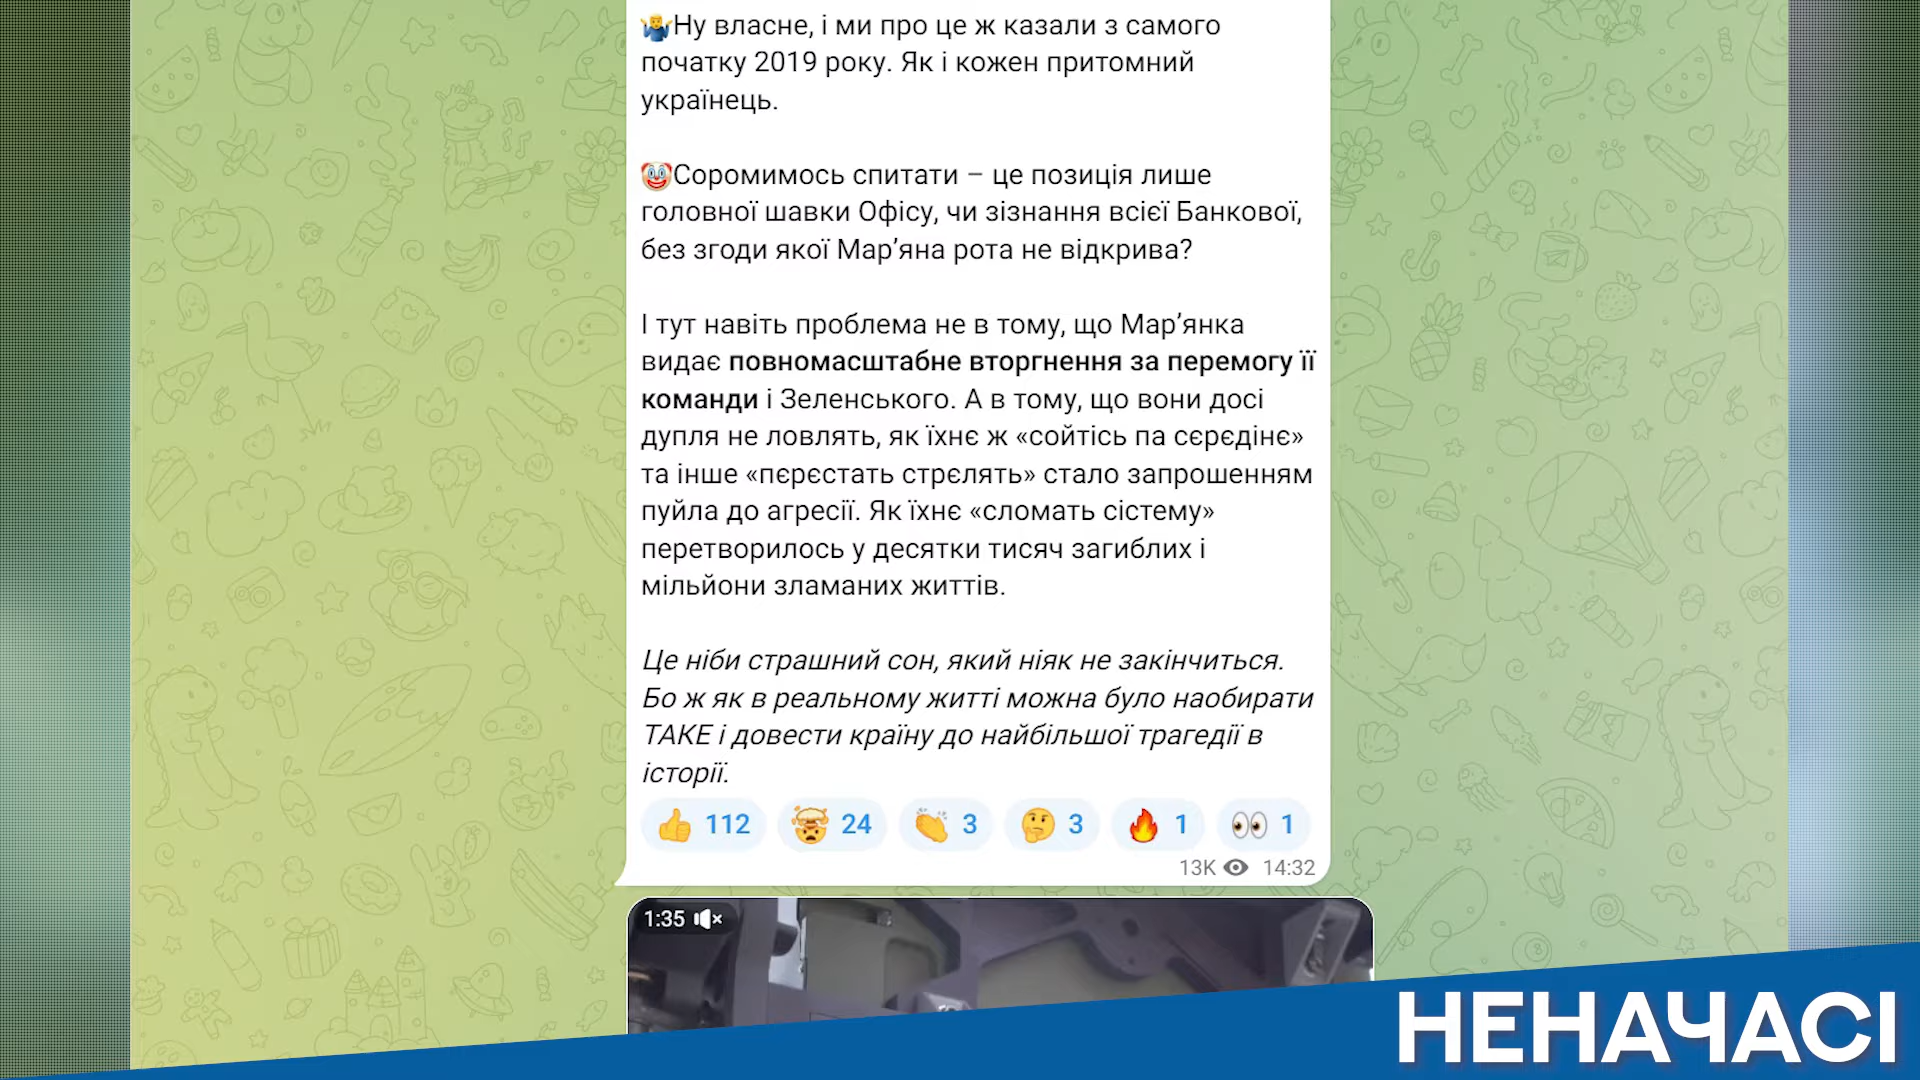 🤷‍♂️Ну власне, і ми про це ж казали з самого
початку 2019 року. Як і кожен притомний
українець.
🤡Соромимось спитати – це позиція лише
головної шавки Офісу, чи зізнання всієї Банкової,
без згоди якої Мар’яна рота не відкрива?
І тут навіть проблема не в тому, що Мар’янка
видає повномасштабне вторгнення за перемогу її
команди і Зеленського. А в тому, що вони досі
дупля не ловлять, як їхнє ж «сойтісь па сєрєдінє»
та інше «пєрєстать стрєлять» стало запрошенням
пуйла до агресії. Як їхнє «сломать сістему»
перетворилось у десятки тисяч загиблих і
мільйони зламаних життів.
Це ніби страшний сон, який ніяк не закінчиться.
Бо ж як в реальному житті можна було наобирати
ТАКЕ і довести країну до найбільшої трагедії в
історії.
👍 112 🤯 24 👏 3 🤔 3 🔥 1 👀 1
13K 14:32
1:35
НЕНАЧАСІ